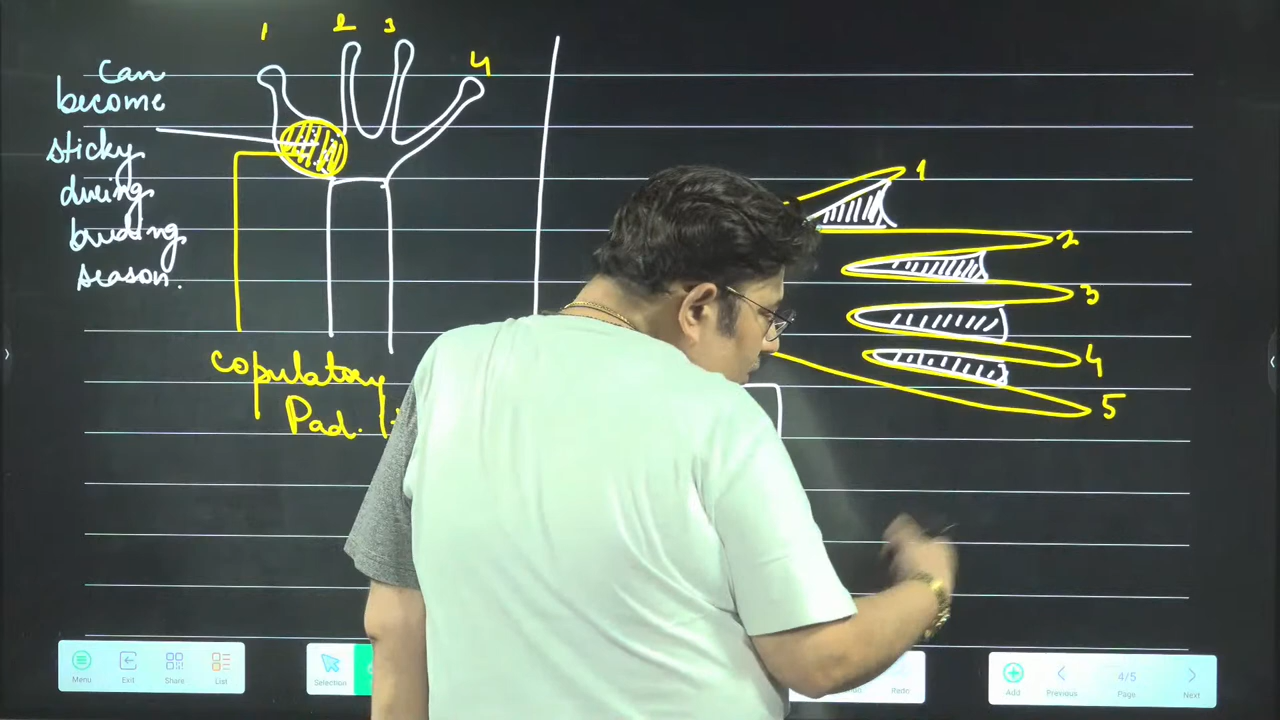 1 2 3 4
can
become
sticky
during
breeding
season.
copulatory
Pad.
1
2
3
4
5
Menu Exit Share List
Selection
Redo
Add Previous 4/5 Page Next